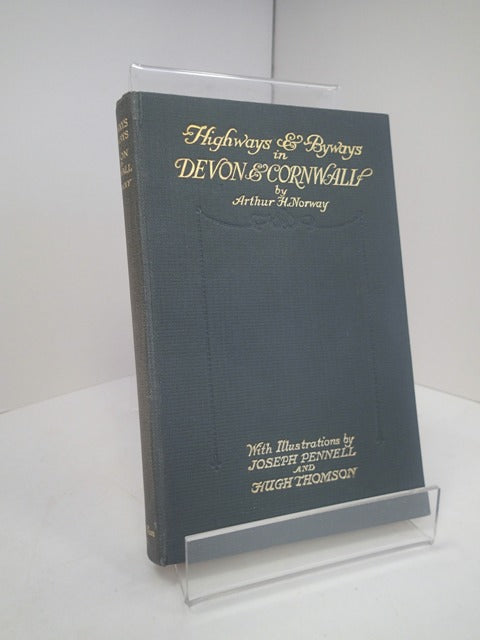 Highways & Byways
in
DEVON & CORNWALL
by
Arthur H. Norway
With Illustrations by
JOSEPH PENNELL
AND
HUGH THOMSON